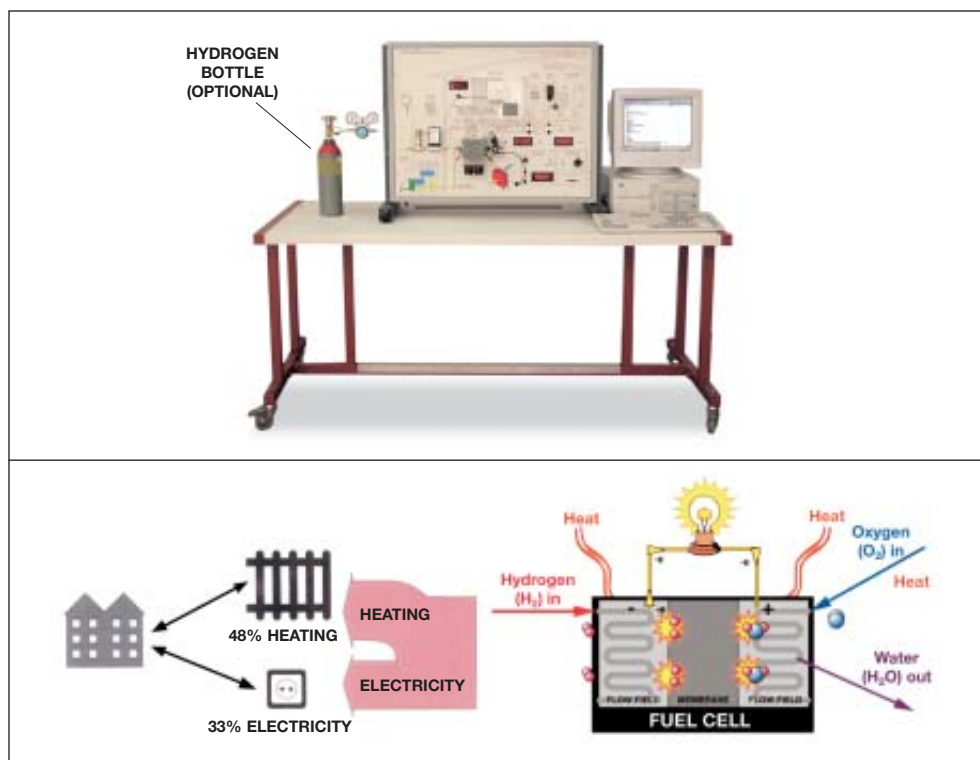 HYDROGEN
BOTTLE
(OPTIONAL)
48% HEATING
33% ELECTRICITY
HEATING
ELECTRICITY
Heat
Hydrogen
(H₂) in
Heat
Oxygen
(O₂) in
Heat
Water
(H₂O) out
- +
FLOW FIELD MEMBRANE FLOW FIELD
FUEL CELL